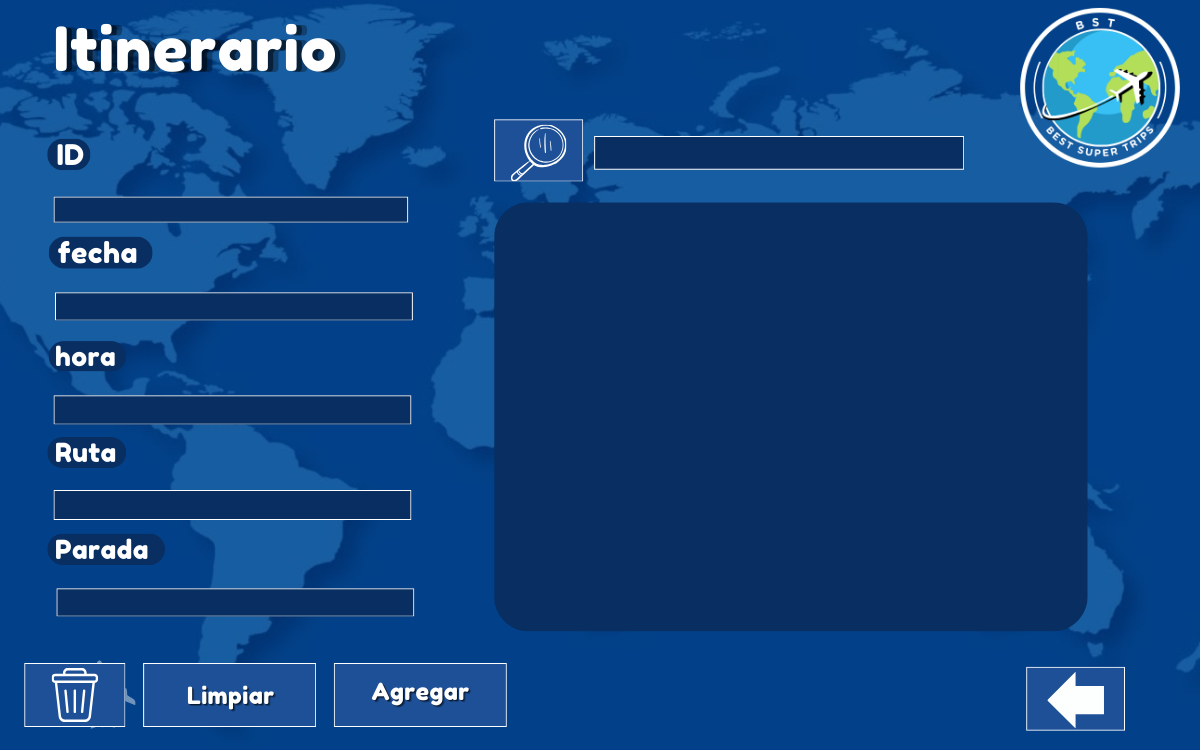 Itinerario
BST
BEST SUPER TRIPS
ID
fecha
hora
Ruta
Parada
Limpiar
Agregar